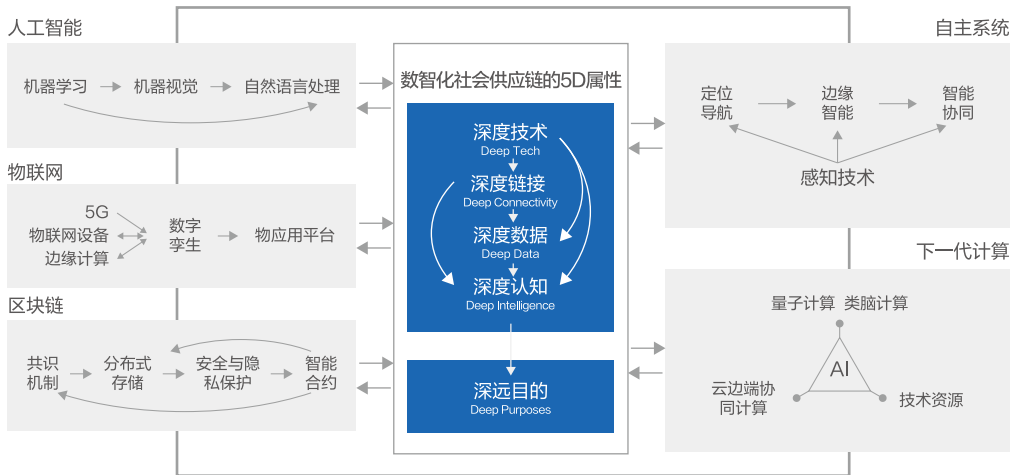 人工智能
机器学习
机器视觉
自然语言处理
物联网
5G
物联网设备
边缘计算
数字
孪生
物应用平台
区块链
共识
机制
分布式
存储
安全与隐
私保护
智能
合约
数智化社会供应链的5D属性
深度技术
Deep Tech
深度链接
Deep Connectivity
深度数据
Deep Data
深度认知
Deep Intelligence
深远目的
Deep Purposes
自主系统
定位
导航
边缘
智能
智能
协同
感知技术
下一代计算
量子计算 类脑计算
AI
云边端协
同计算
技术资源